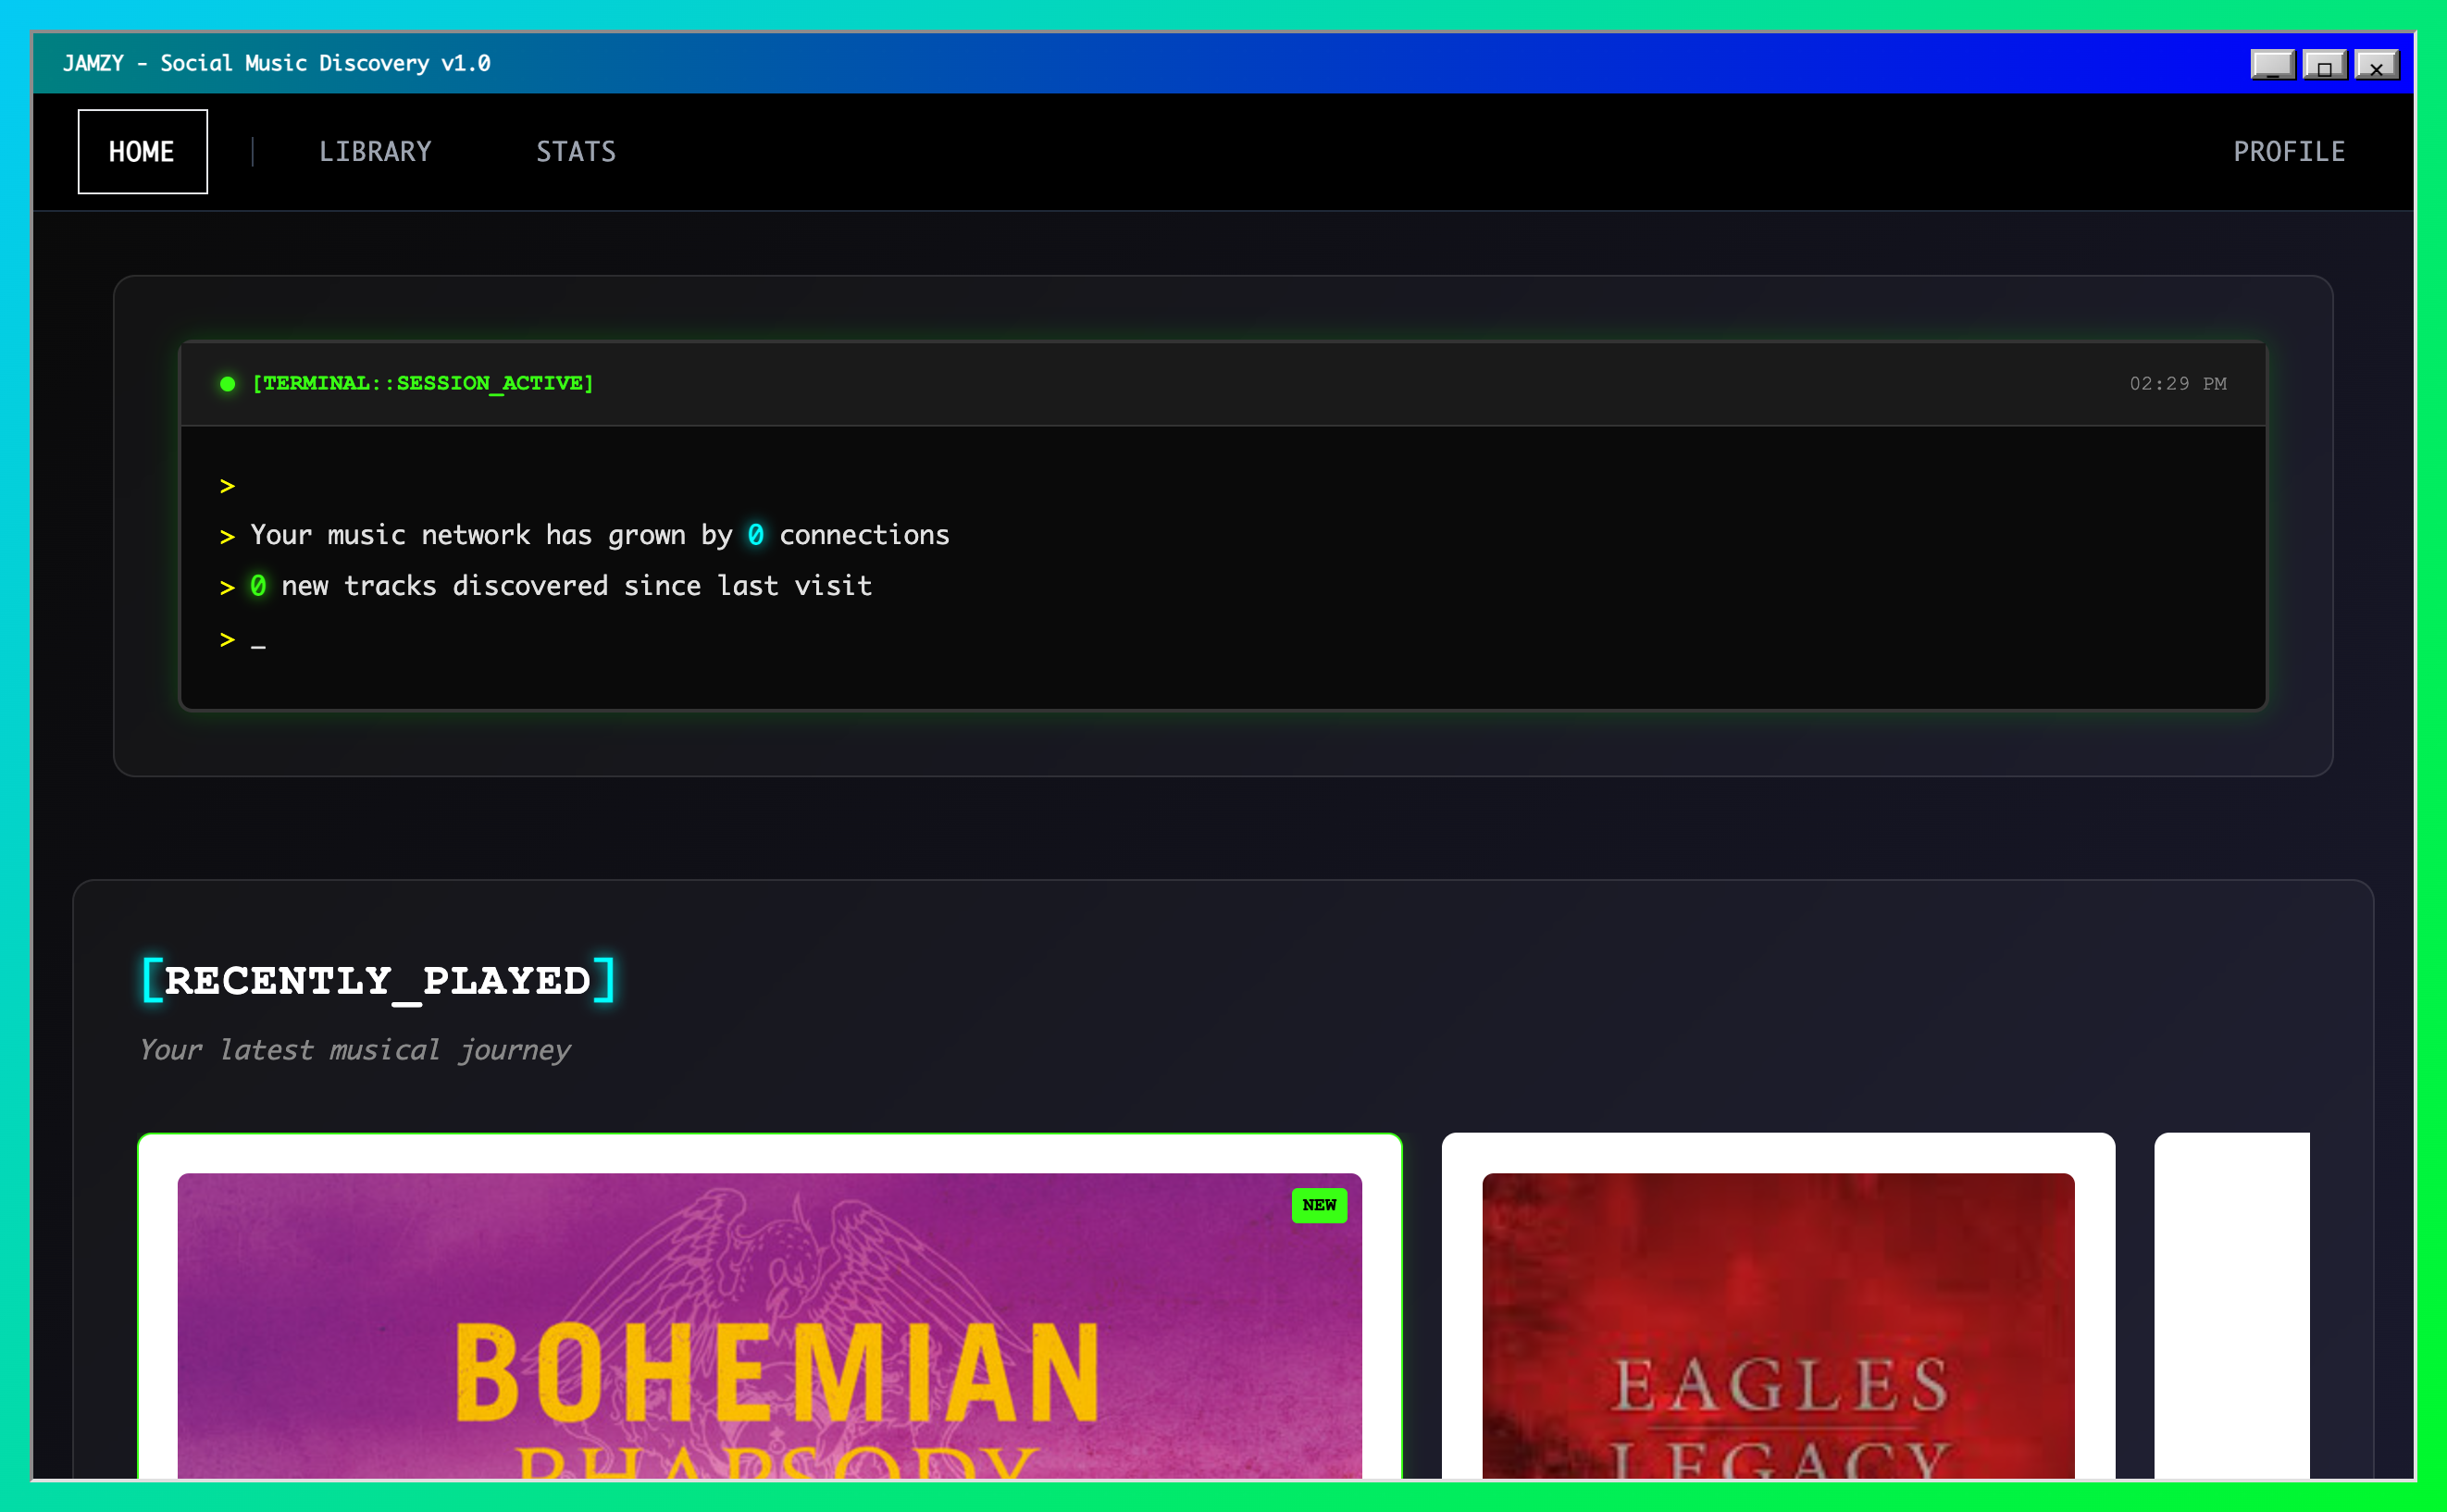 JAMZY - Social Music Discovery v1.0
HOME | LIBRARY STATS PROFILE
[TERMINAL::SESSION_ACTIVE] 02:29 PM
>
> Your music network has grown by 0 connections
> 0 new tracks discovered since last visit
> _
[RECENTLY_PLAYED]
Your latest musical journey
NEW
BOHEMIAN
RHAPSODY
EAGLES
LEGACY